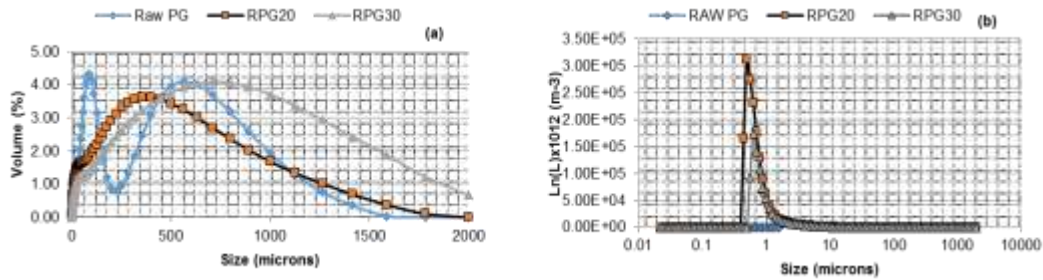 Raw PG RPG20 RPG30
(a)
5.00
4.00
3.00
2.00
1.00
0.00
Volume (%)
0 500 1000 1500 2000
Size (microns)
RAW PG RPG20 RPG30
(b)
3.50E+05
3.00E+05
2.50E+05
2.00E+05
1.50E+05
1.00E+05
5.00E+04
0.00E+00
Ln(L)x1012 (m-3)
0.01 0.1 1 10 100 1000 10000
Size (microns)